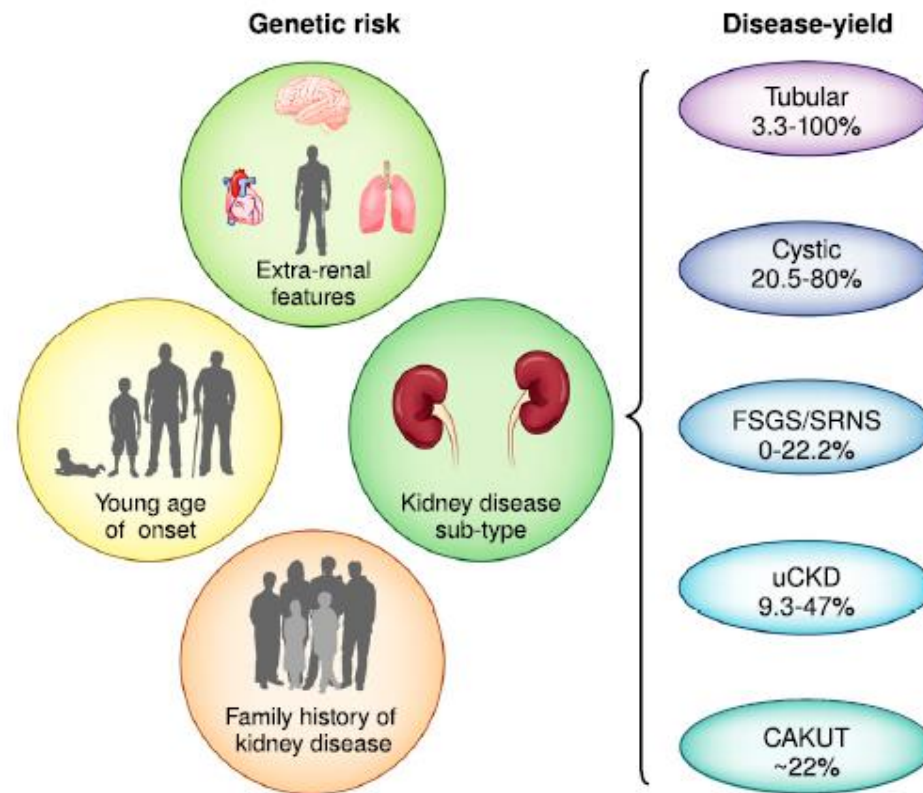 Genetic risk
Extra-renal
features
Young age
of onset
Kidney disease
sub-type
Family history of
kidney disease
Disease-yield
Tubular
3.3-100%
Cystic
20.5-80%
FSGS/SRNS
0-22.2%
uCKD
9.3-47%
CAKUT
~22%